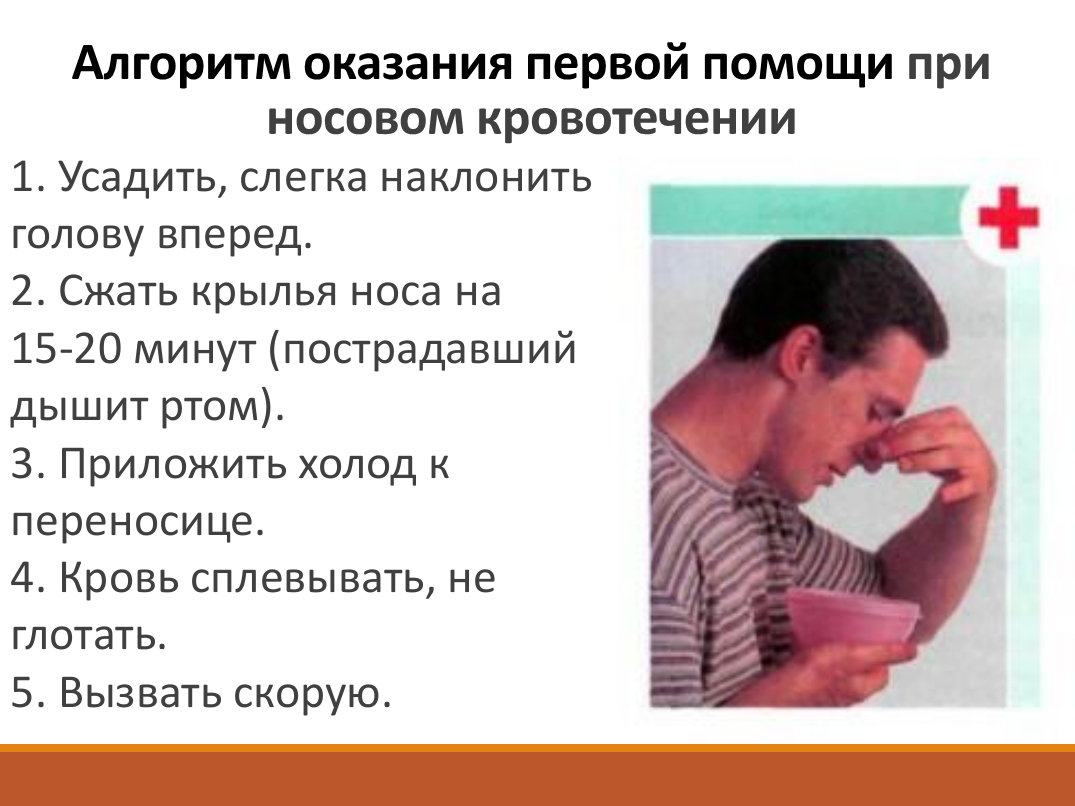 Алгоритм оказания первой помощи при
носовом кровотечении
1. Усадить, слегка наклонить
голову вперед.
2. Сжать крылья носа на
15-20 минут (пострадавший
дышит ртом).
3. Приложить холод к
переносице.
4. Кровь сплевывать, не
глотать.
5. Вызвать скорую.